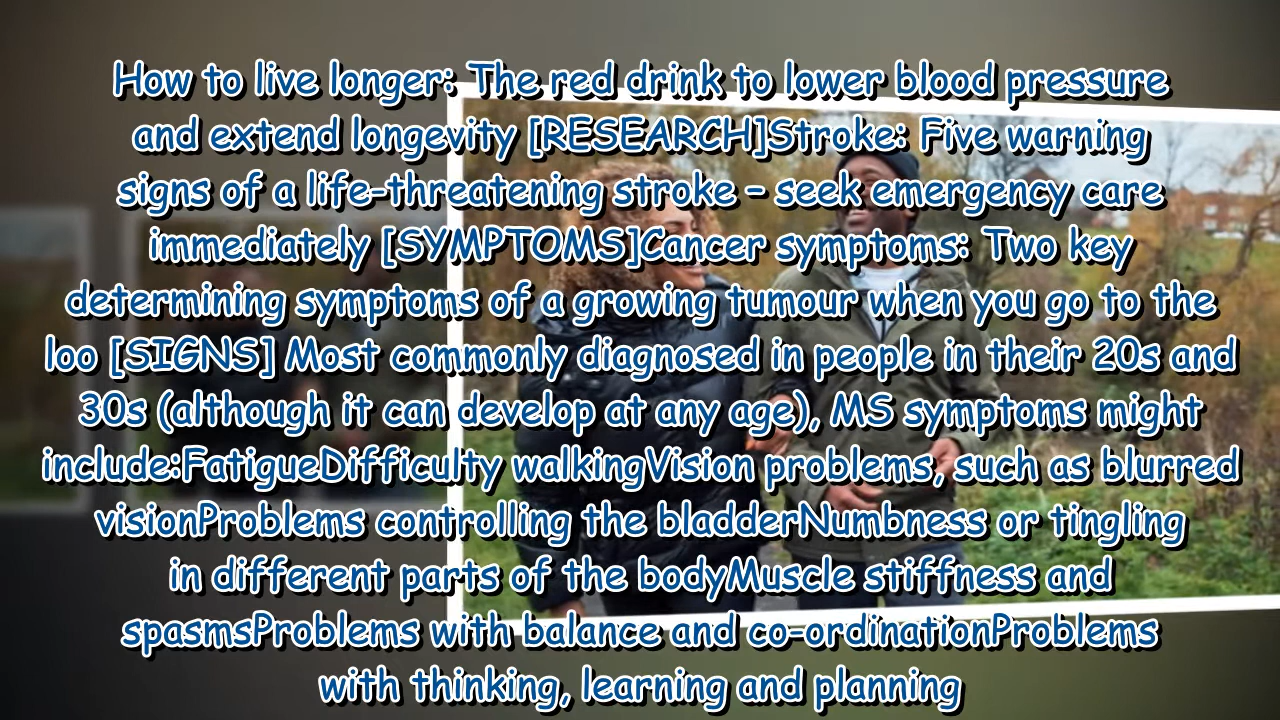 How to live longer: The red drink to lower blood pressure
and extend longevity [RESEARCH]Stroke: Five warning
signs of a life-threatening stroke – seek emergency care
immediately [SYMPTOMS]Cancer symptoms: Two key
determining symptoms of a growing tumour when you go to the
loo [SIGNS] Most commonly diagnosed in people in their 20s and
30s (although it can develop at any age), MS symptoms might
include:FatigueDifficulty walkingVision problems, such as blurred
visionProblems controlling the bladderNumbness or tingling
in different parts of the bodyMuscle stiffness and
spasmsProblems with balance and co-ordinationProblems
with thinking, learning and planning